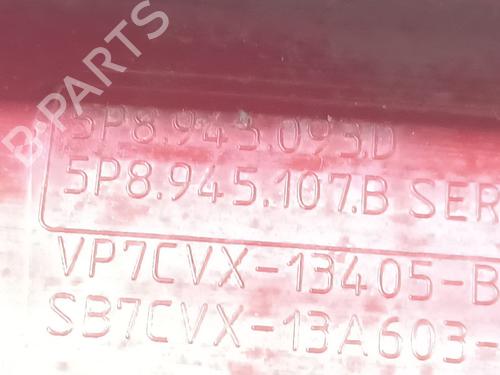 B-PARTS
5P8.945.093.D
5P8.945.107.B SER
VP7CVX-13405-B
SB7CVX-13A603-